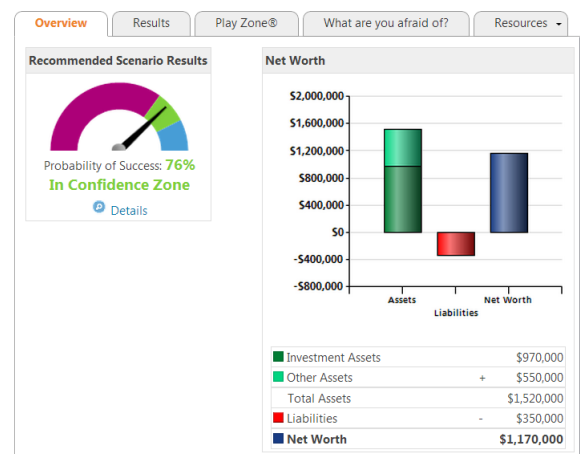 Overview Results Play Zone® What are you afraid of? Resources
Recommended Scenario Results
Probability of Success: 76%
In Confidence Zone
Details
Net Worth
$2,000,000
$1,600,000
$1,200,000
$800,000
$400,000
$0
-$400,000
-$800,000
Assets
Liabilities
Net Worth
Investment Assets $970,000
Other Assets + $550,000
Total Assets $1,520,000
Liabilities - $350,000
Net Worth $1,170,000